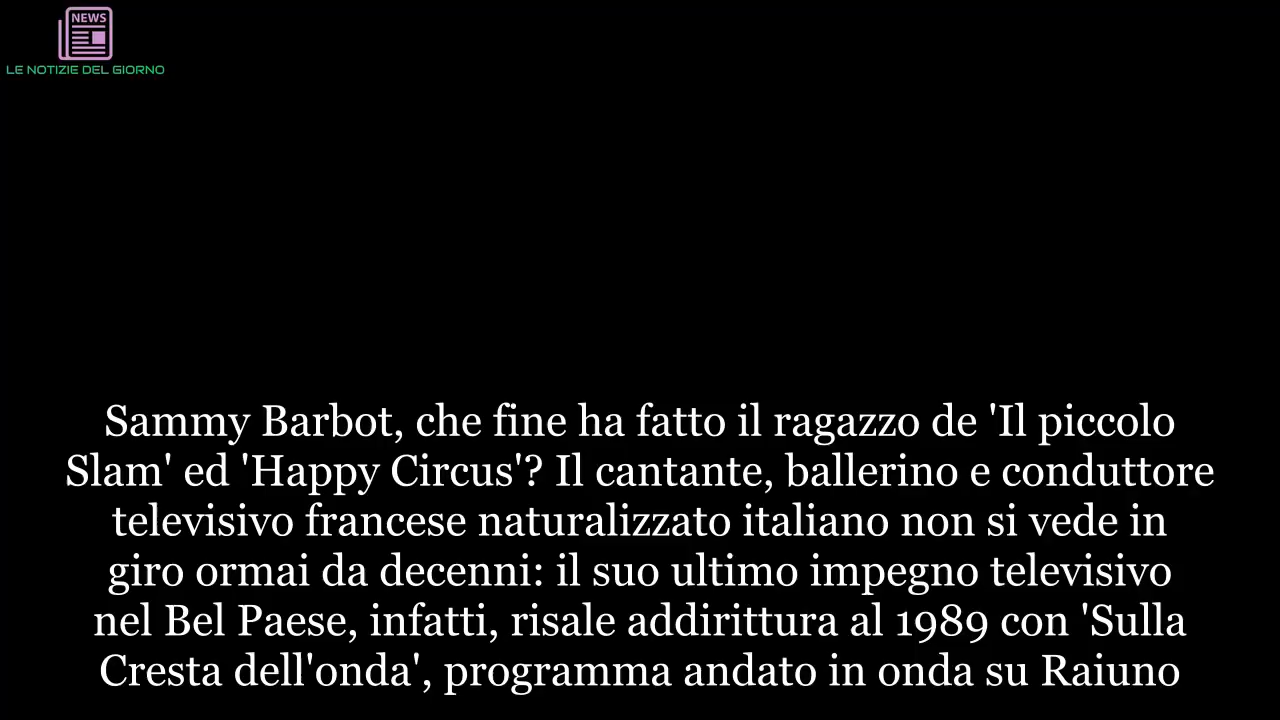 NEWS
LE NOTIZIE DEL GIORNO
Sammy Barbot, che fine ha fatto il ragazzo de 'Il piccolo
Slam' ed 'Happy Circus'? Il cantante, ballerino e conduttore
televisivo francese naturalizzato italiano non si vede in
giro ormai da decenni: il suo ultimo impegno televisivo
nel Bel Paese, infatti, risale addirittura al 1989 con 'Sulla
Cresta dell'onda', programma andato in onda su Raiuno